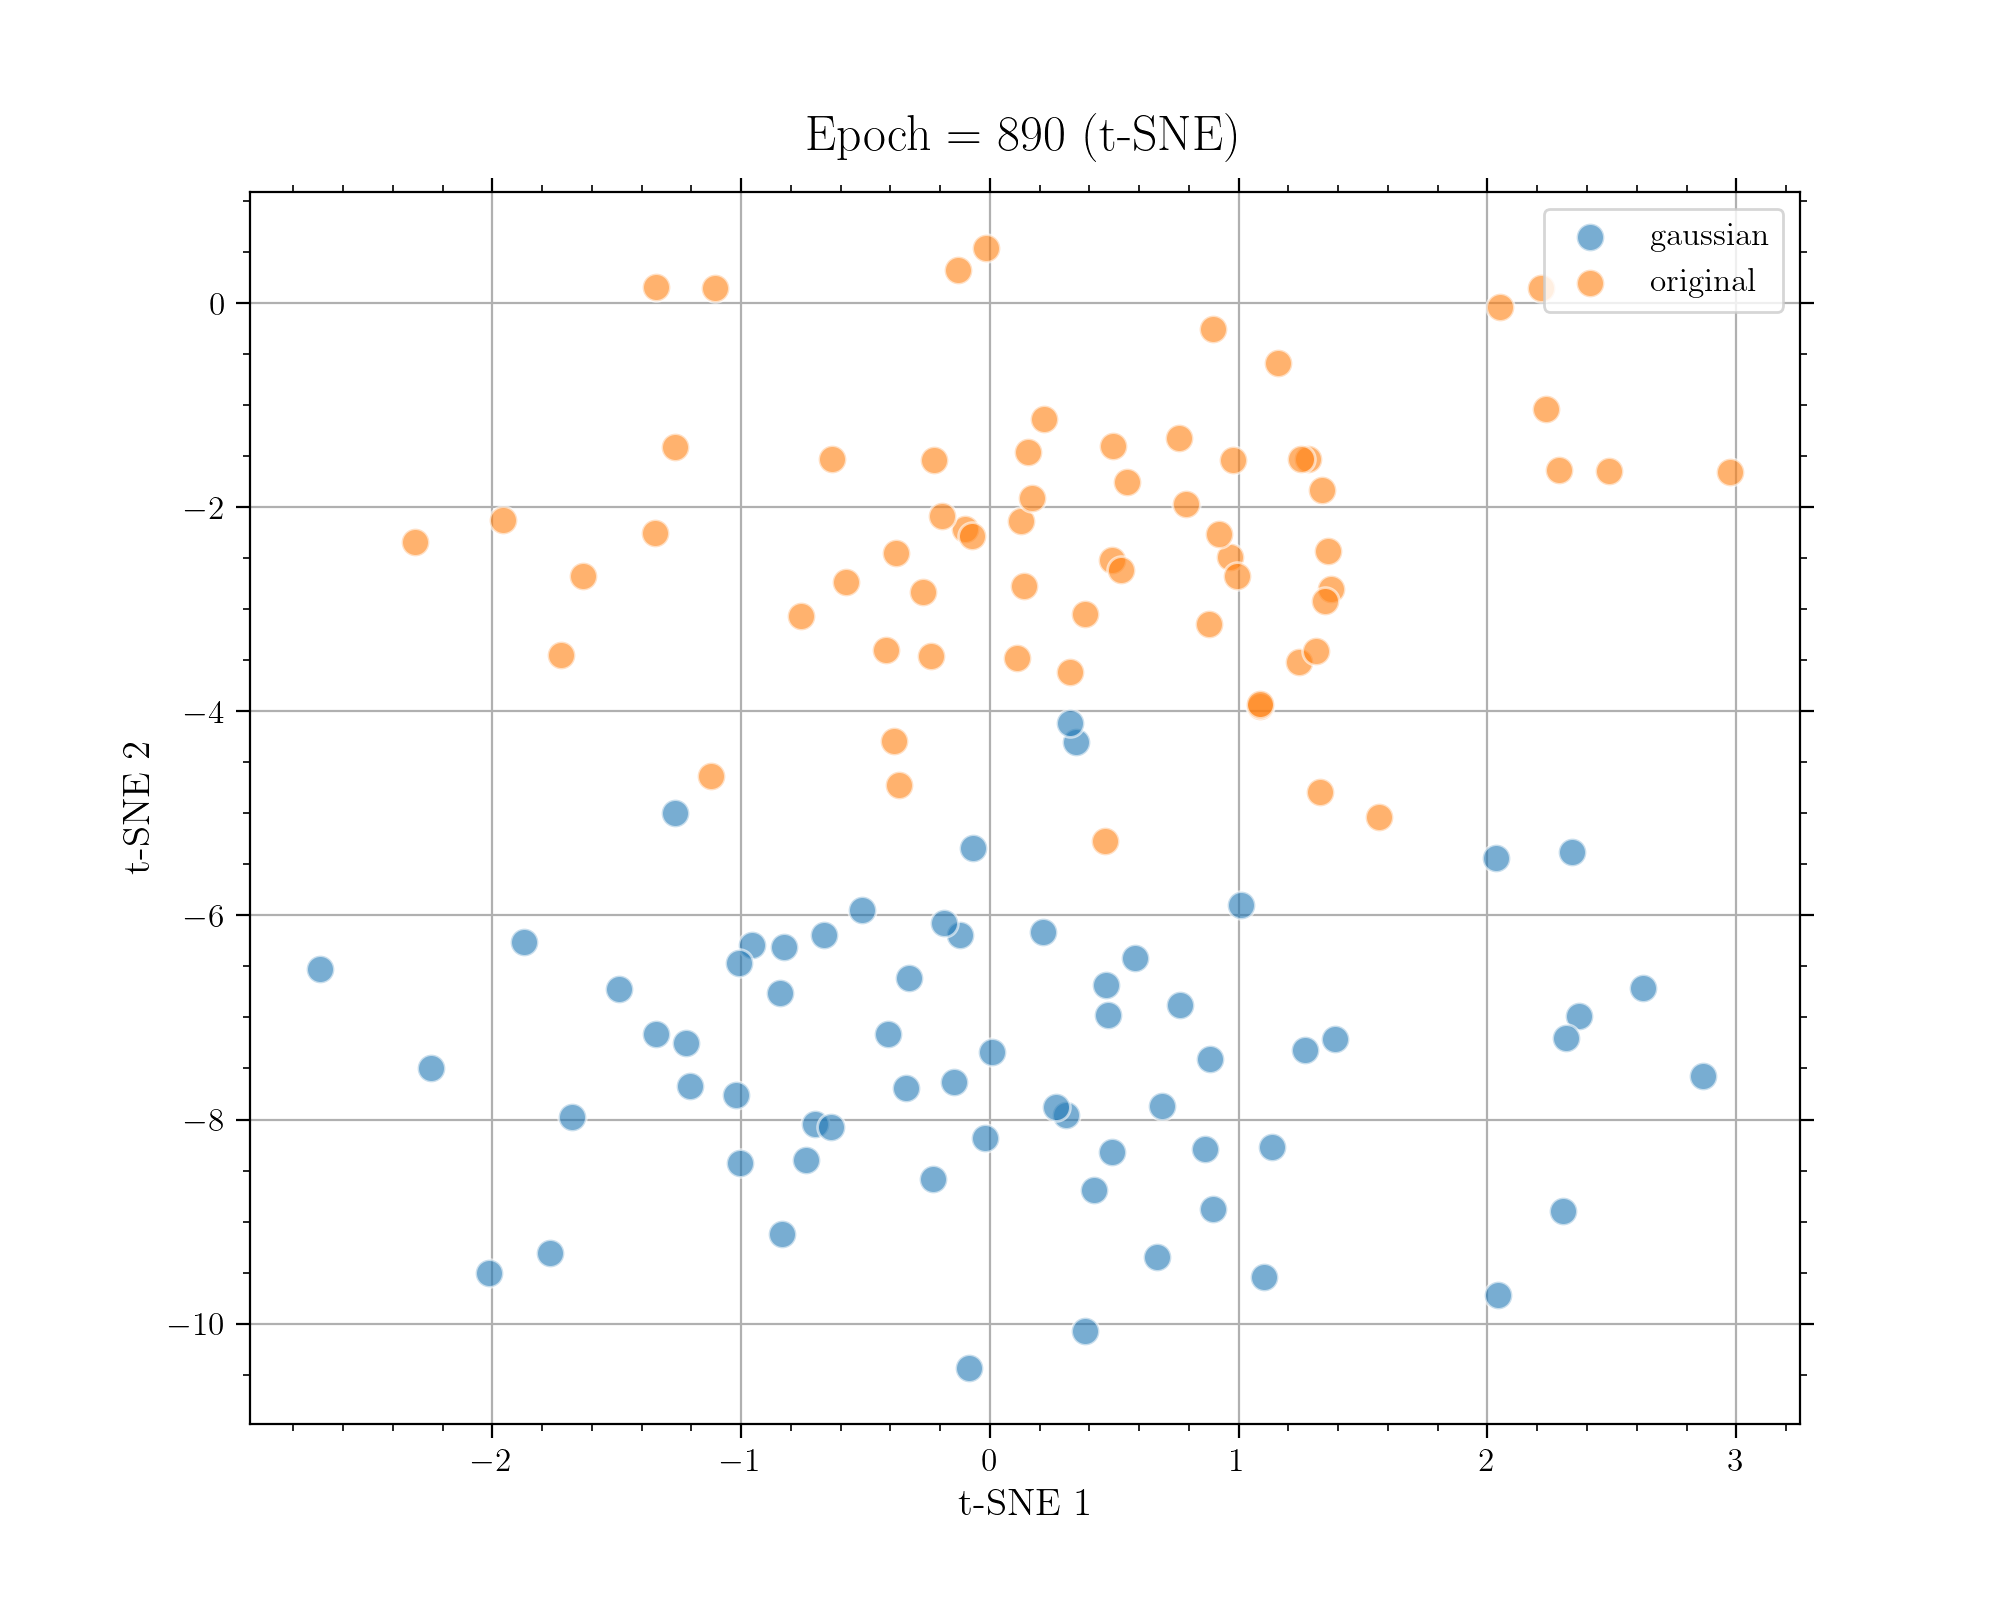 Epoch = 890 (t-SNE)
gaussian
original
0
−2
−4
−6
−8
−10
t-SNE 2
−2 −1 0 1 2 3
t-SNE 1